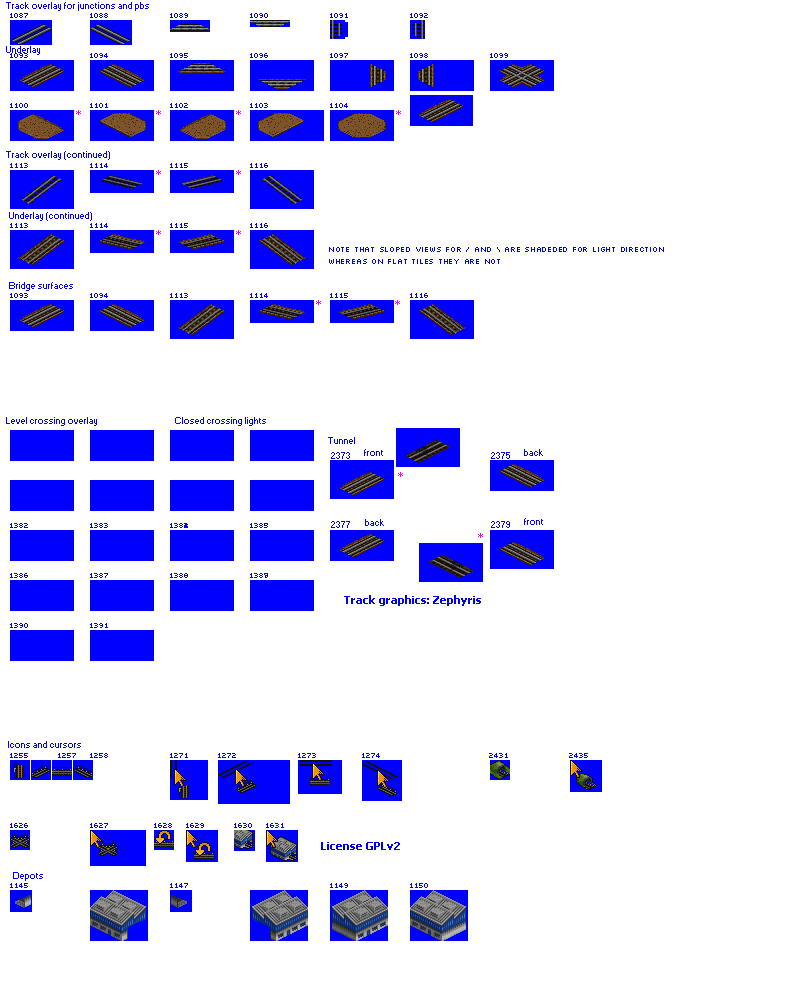 Track overlay for junctions and pbs
1087 1088 1089 1090 1091 1092
Underlay
1093 1094 1095 1096 1097 1098 1099
1100 * 1101 * 1102 * 1103 1104 *
Track overlay (continued)
1113 1114 * 1115 * 1116
Underlay (continued)
1113 1114 * 1115 * 1116
NOTE THAT SLOPED VIEWS FOR / AND \ ARE SHADEDED FOR LIGHT DIRECTION
WHEREAS ON FLAT TILES THEY ARE NOT
Bridge surfaces
1093 1094 1113 1114 * 1115 * 1116
Level crossing overlay Closed crossing lights
Tunnel
2373 front * 2375 back
1382 1383 1385
2377 back * 2379 front
1386 1387
Track graphics: Zephyris
1390 1391
Icons and cursors
1255 1257 1258 1271 1272 1273 1274 2431 2435
1626 1627 1628 1629 1630 1631
License GPLv2
Depots
1145 1147 1149 1150